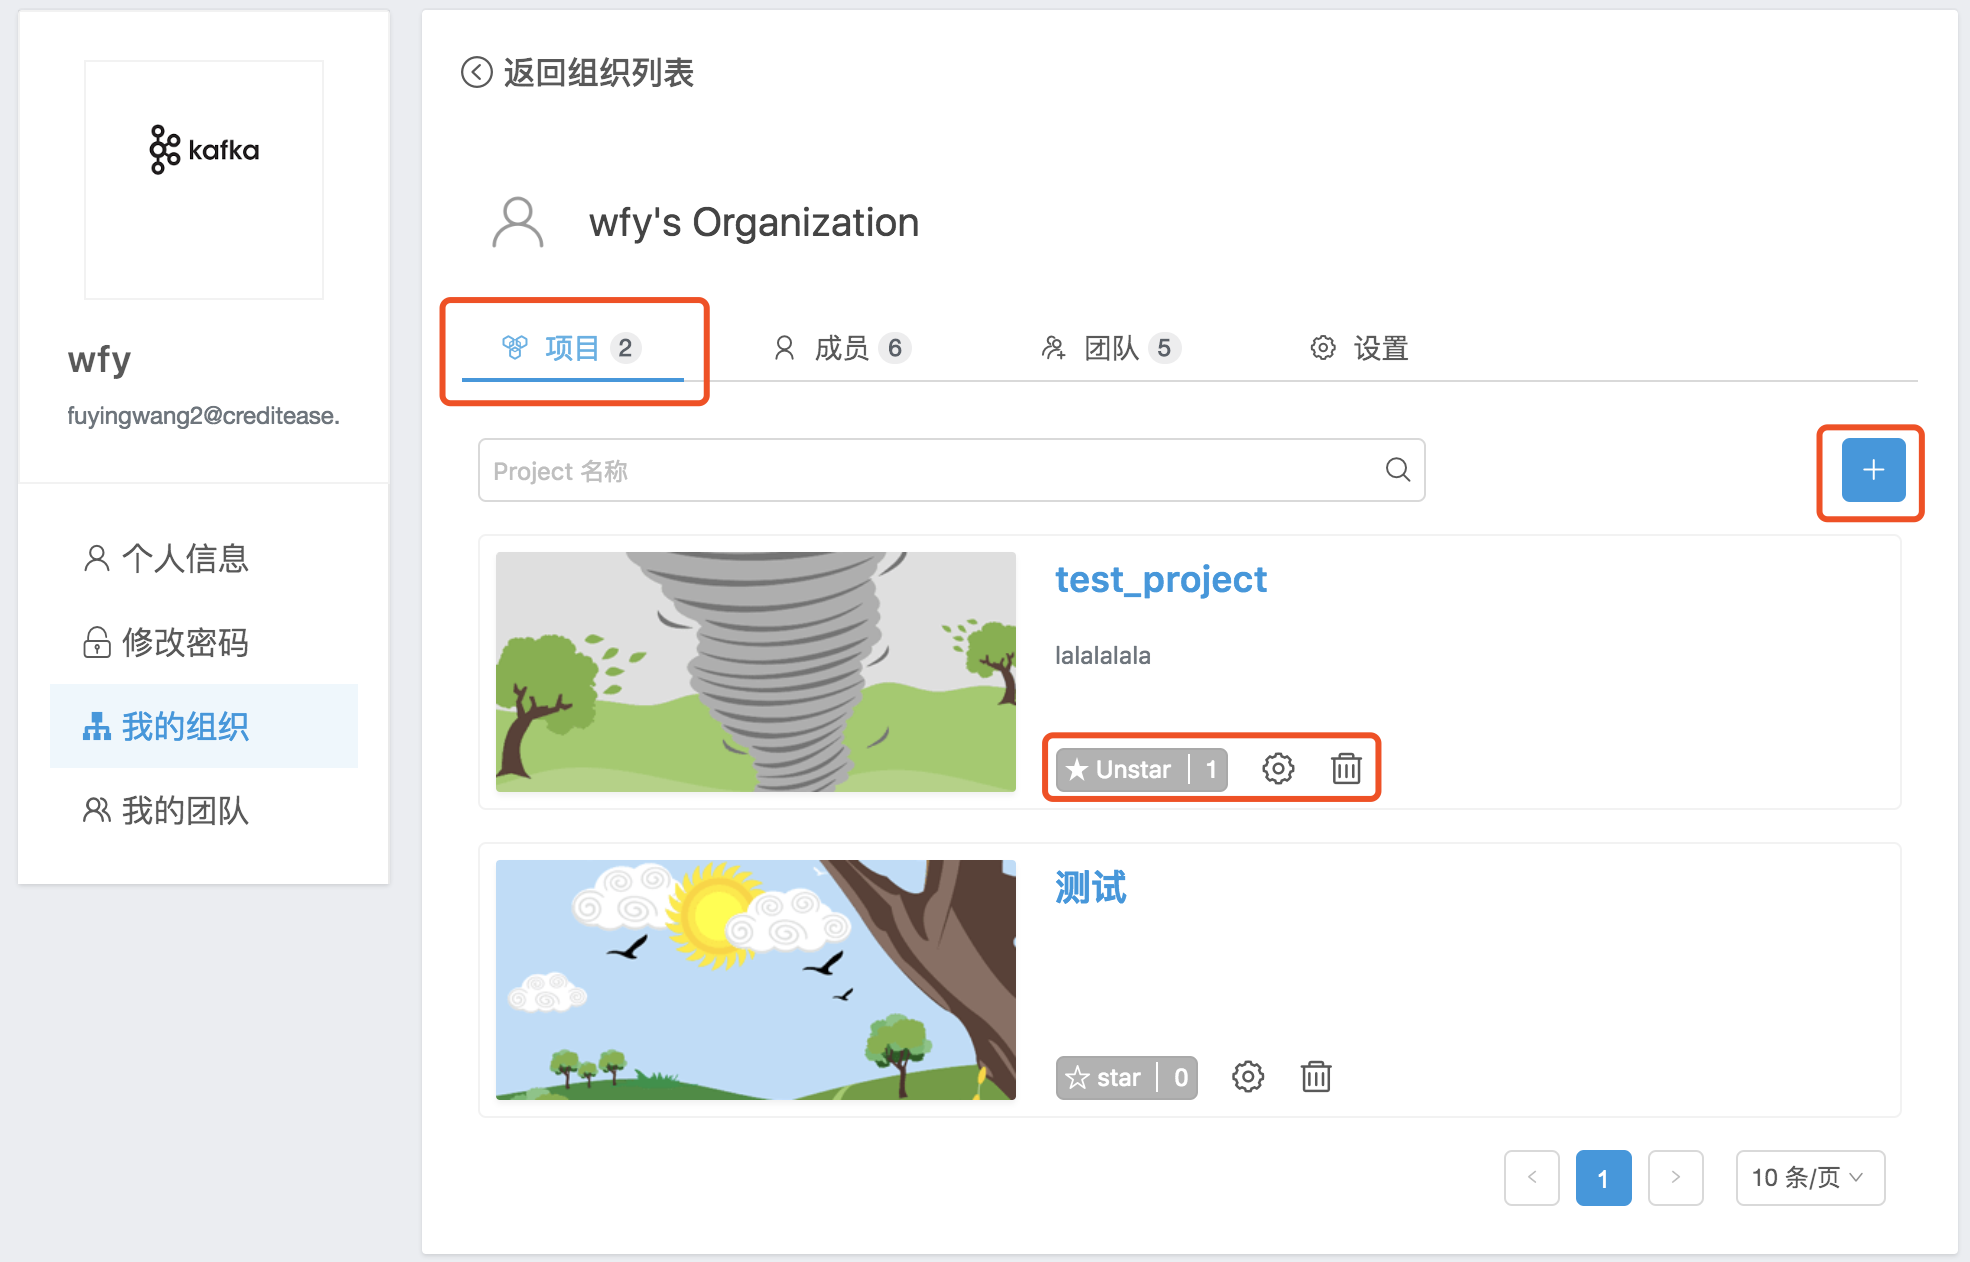 kafka
wfy
fuyingwang2@creditease.
个人信息
修改密码
我的组织
我的团队
返回组织列表
wfy's Organization
项目 2
成员 6
团队 5
设置
Project 名称
test_project
lalalalala
Unstar 1
测试
star 0
1
10 条/页